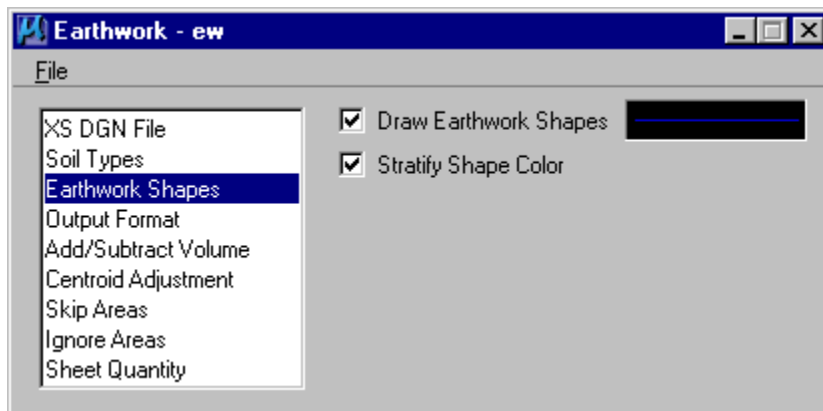 Earthwork - ew
File
XS DGN File
Soil Types
Earthwork Shapes
Output Format
Add/Subtract Volume
Centroid Adjustment
Skip Areas
Ignore Areas
Sheet Quantity
Draw Earthwork Shapes
Stratify Shape Color